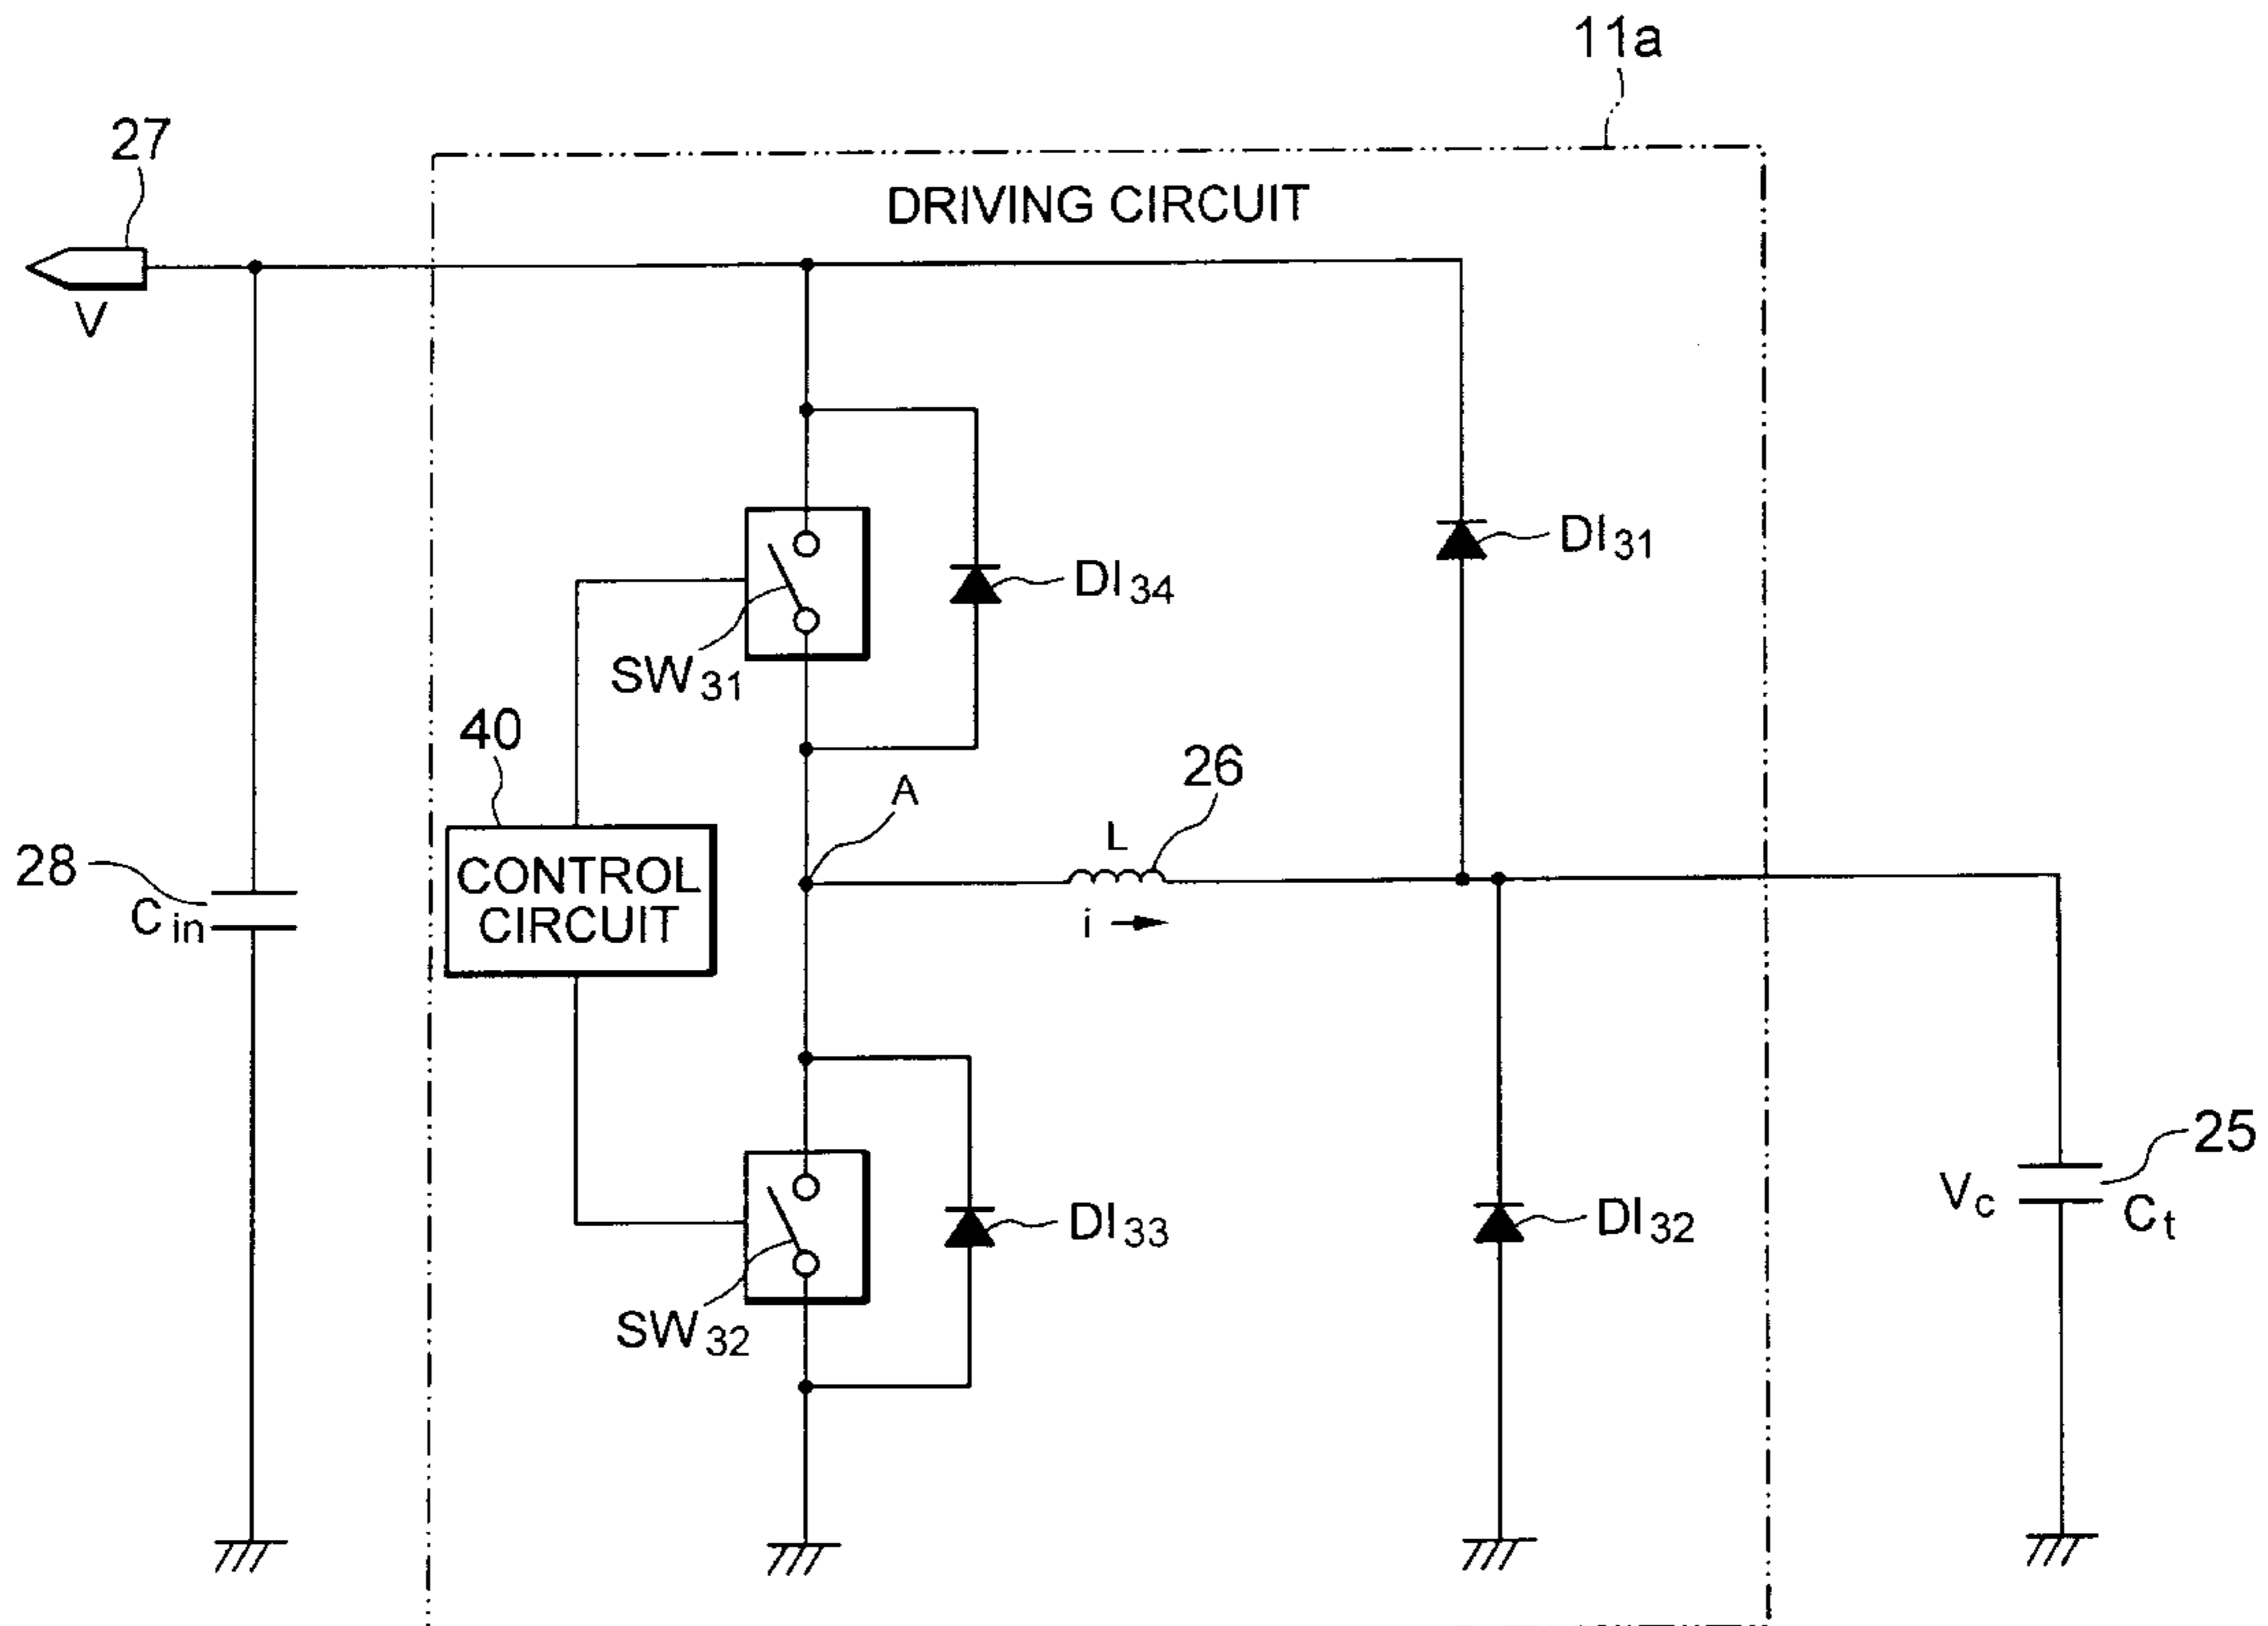 11a
27
DRIVING CIRCUIT
V
DI31
DI34
SW31
40
26
A
L
28
CONTROL
CIRCUIT
Cin
i
25
Vc
Ct
DI33
DI32
SW32